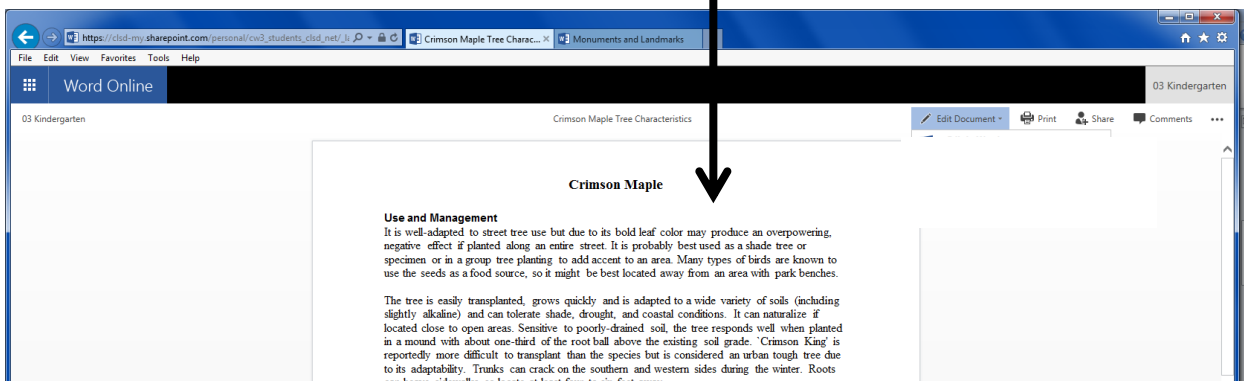 https://clsd-my.sharepoint.com/personal/cw3_students_clsd_net/_l
Crimson Maple Tree Charac...
Monuments and Landmarks
File Edit View Favorites Tools Help
Word Online
03 Kindergarten
03 Kindergarten
Crimson Maple Tree Characteristics
Edit Document
Print
Share
Comments
Crimson Maple
Use and Management
It is well-adapted to street tree use but due to its bold leaf color may produce an overpowering,
negative effect if planted along an entire street. It is probably best used as a shade tree or
specimen or in a group tree planting to add accent to an area. Many types of birds are known to
use the seeds as a food source, so it might be best located away from an area with park benches.
The tree is easily transplanted, grows quickly and is adapted to a wide variety of soils (including
slightly alkaline) and can tolerate shade, drought, and coastal conditions. It can naturalize if
located close to open areas. Sensitive to poorly-drained soil, the tree responds well when planted
in a mound with about one-third of the root ball above the existing soil grade. `Crimson King' is
reportedly more difficult to transplant than the species but is considered an urban tough tree due
to its adaptability. Trunks can crack on the southern and western sides during the winter. Roots